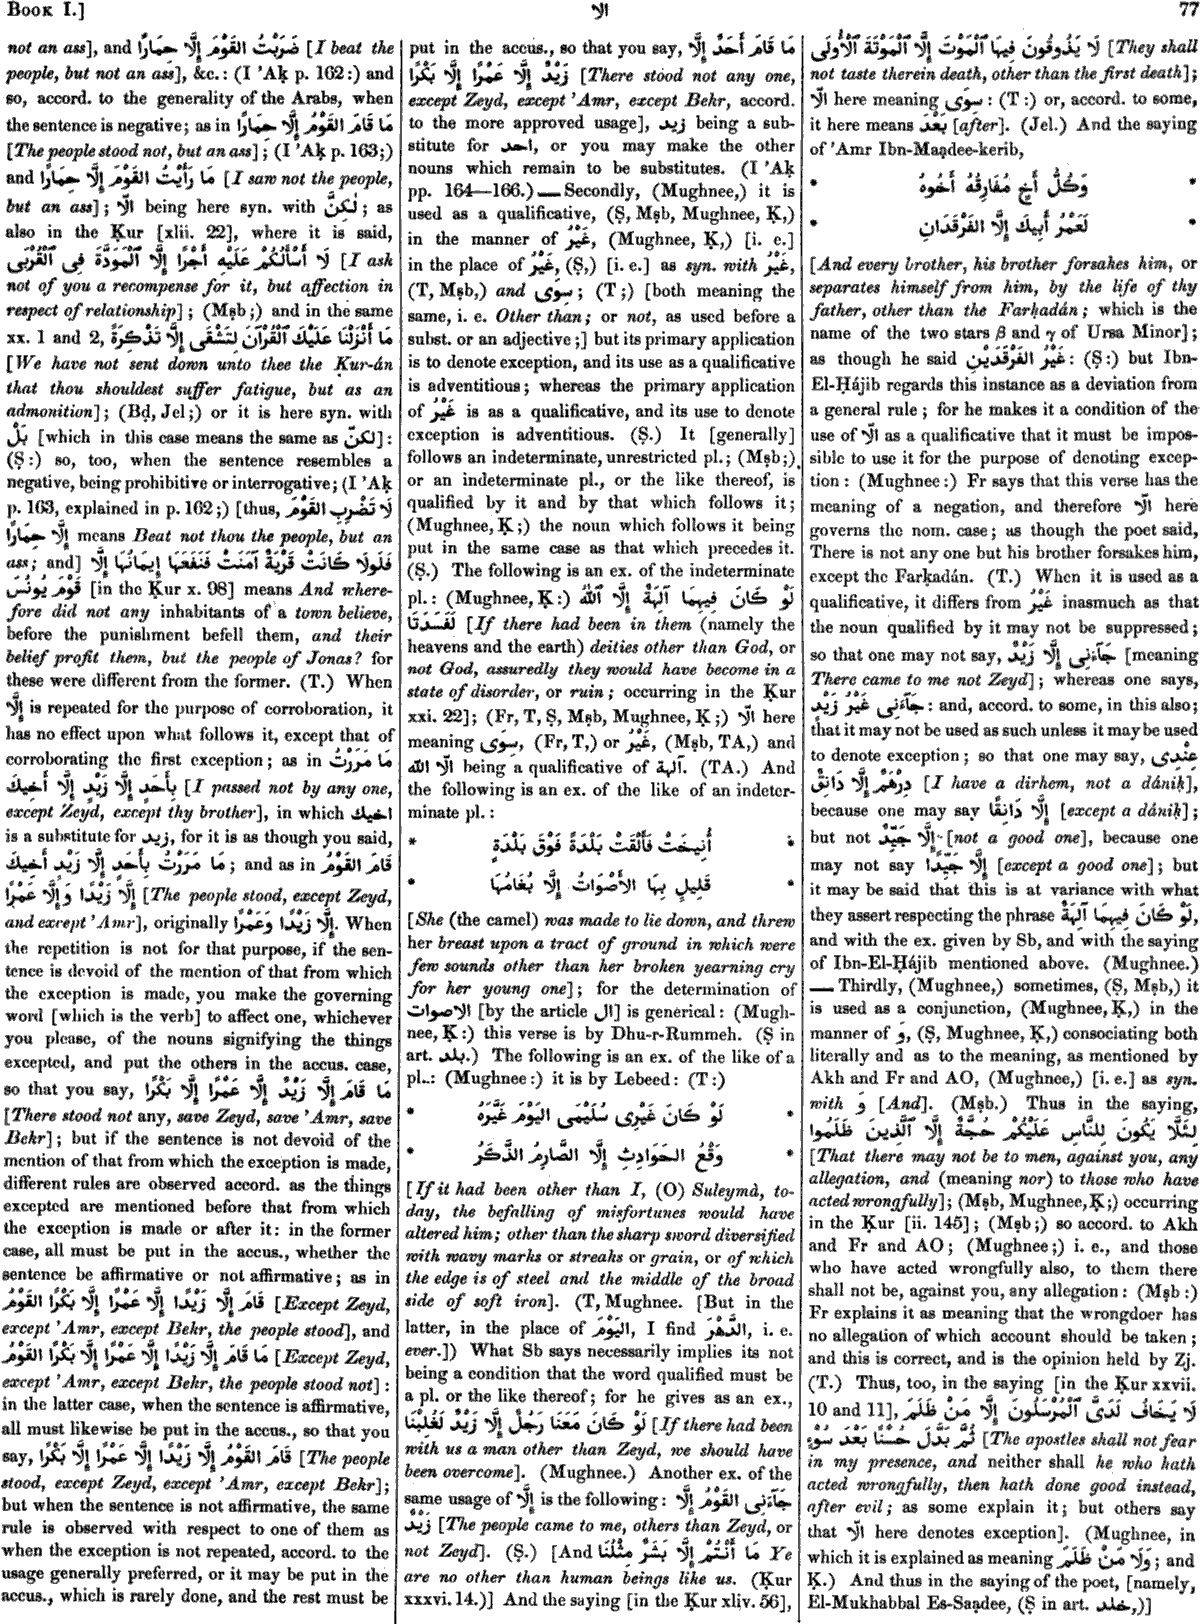 BOOK I.]
الا
77
not an ass], and ضَرَبْتُ القَوْمَ إِلَّا حِمَارًا [I beat the
people, but not an ass], &c.: (I ’Aḳ p. 162:) and
so, accord. to the generality of the Arabs, when
the sentence is negative; as in مَا قَامَ القَوْمُ إِلَّا حِمَارًا
[The people stood not, but an ass]; (I ’Aḳ p. 163;)
and مَا رَأَيْتُ القَوْمَ إِلَّا حِمَارًا [I saw not the people,
but an ass]; الّا being here syn. with لٰكِنَّ; as
also in the Ḳur [xlii. 22], where it is said,
لَا أَسْأَلُكُمْ عَلَيْهِ أَجْرًا إِلَّا ٱلْمَوَدَّةَ فِى ٱلْقُرْبَى [I ask
not of you a recompense for it, but affection in
respect of relationship]; (Mṣb;) and in the same
xx. 1 and 2, مَا أَنْزَلْنَا عَلَيْكَ ٱلْقُرْآنَ لِتَشْقَى إِلَّا تَذْكِرَةً
[We have not sent down unto thee the Ḳur-án
that thou shouldest suffer fatigue, but as an
admonition]; (Bḍ, Jel;) or it is here syn. with
بَلْ [which in this case means the same as لكنّ]:
(Ṣ:) so, too, when the sentence resembles a
negative, being prohibitive or interrogative; (I ’Aḳ
p. 163, explained in p. 162;) [thus, لَا تَضْرِبِ القَوْمَ
إِلَّا حِمَارًا means Beat not thou the people, but an
ass; and] فَلَوْلَا كَانَتْ قَرْيَةٌ آمَنَتْ فَنَفَعَهَا إِيمَانُهَا إِلَّا
قَوْمَ يُونُسَ [in the Ḳur x. 98] means And where-
fore did not any inhabitants of a town believe,
before the punishment befell them, and their
belief profit them, but the people of Jonas? for
these were different from the former. (T.) When
إِلَّا is repeated for the purpose of corroboration, it
has no effect upon what follows it, except that of
corroborating the first exception; as in مَا مَرَرْتُ
بِأَحَدٍ إِلَّا زَيْدٍ إِلَّا أَخِيكَ [I passed not by any one,
except Zeyd, except thy brother], in which اخيك
is a substitute for زيد, for it is as though you said,
مَا مَرَرْتُ بِأَحَدٍ إِلَّا زَيْدٍ أَخِيكَ; and as in قَامَ القَوْمُ
إِلَّا زَيْدًا وَإِلَّا عَمْرًا [The people stood, except Zeyd,
and except ’Amr], originally إِلَّا زَيْدًا وَعَمْرًا. When
the repetition is not for that purpose, if the sen-
tence is devoid of the mention of that from which
the exception is made, you make the governing
word [which is the verb] to affect one, whichever
you please, of the nouns signifying the things
excepted, and put the others in the accus. case,
so that you say, مَا قَامَ إِلَّا زَيْدٌ إِلَّا عَمْرًا إِلَّا بَكْرًا
[There stood not any, save Zeyd, save ’Amr, save
Bekr]; but if the sentence is not devoid of the
mention of that from which the exception is made,
different rules are observed accord. as the things
excepted are mentioned before that from which
the exception is made or after it: in the former
case, all must be put in the accus., whether the
sentence be affirmative or not affirmative; as in
قَامَ إِلَّا زَيْدًا إِلَّا عَمْرًا إِلَّا بَكْرًا القَوْمُ [Except Zeyd,
except ’Amr, except Bekr, the people stood], and
مَا قَامَ إِلَّا زَيْدًا إِلَّا عَمْرًا إِلَّا بَكْرًا القَوْمُ [Except Zeyd,
except ’Amr, except Bekr, the people stood not]:
in the latter case, when the sentence is affirmative,
all must likewise be put in the accus., so that you
say, قَامَ القَوْمُ إِلَّا زَيْدًا إِلَّا عَمْرًا إِلَّا بَكْرًا [The people
stood, except Zeyd, except ’Amr, except Bekr];
but when the sentence is not affirmative, the same
rule is observed with respect to one of them as
when the exception is not repeated, accord. to the
usage generally preferred, or it may be put in the
accus., which is rarely done, and the rest must be
put in the accus., so that you say, مَا قَامَ أَحَدٌ إِلَّا
زَيْدٌ إِلَّا عَمْرًا إِلَّا بَكْرًا [There stood not any one,
except Zeyd, except ’Amr, except Bekr, accord.
to the more approved usage], زيد being a sub-
stitute for احد, or you may make the other
nouns which remain to be substitutes. (I ’Aḳ
pp. 164—166.) — Secondly, (Mughnee,) it is
used as a qualificative, (Ṣ, Mṣb, Mughnee, Ḳ,)
in the manner of غَيْرٌ, (Mughnee, Ḳ,) [i. e.]
in the place of غَيْرٌ, (Ṣ,) [i. e.] as syn. with غَيْرٌ,
(T, Mṣb,) and سوى; (T;) [both meaning the
same, i. e. Other than; or not, as used before a
subst. or an adjective;] but its primary application
is to denote exception, and its use as a qualificative
is adventitious; whereas the primary application
of غَيْرٌ is as a qualificative, and its use to denote
exception is adventitious. (Ṣ.) It [generally]
follows an indeterminate, unrestricted pl.; (Mṣb;)
or an indeterminate pl., or the like thereof, is
qualified by it and by that which follows it;
(Mughnee, Ḳ;) the noun which follows it being
put in the same case as that which precedes it.
(Ṣ.) The following is an ex. of the indeterminate
pl.: (Mughnee, Ḳ:) لَوْ كَانَ فِيهِمَا آلِهَةٌ إِلَّا ٱللّٰهُ
لَفَسَدَتَا [If there had been in them (namely the
heavens and the earth) deities other than God, or
not God, assuredly they would have become in a
state of disorder, or ruin; occurring in the Ḳur
xxi. 22]; (Fr, T, Ṣ, Mṣb, Mughnee, Ḳ;) الّا here
meaning سِوَى, (Fr, T,) or غَيْرُ, (Mṣb, TA,) and
الّا اللّٰه being a qualificative of آلهة. (TA.) And
the following is an ex. of the like of an indeter-
minate pl.:
* أُنِيخَتْ فَأَلْقَتْ بَلْدَةً فَوْقَ بَلْدَةٍ *
* قَلِيلٍ بِهَا الأَصْوَاتُ إِلَّا بُغَامُهَا *
[She (the camel) was made to lie down, and threw
her breast upon a tract of ground in which were
few sounds other than her broken yearning cry
for her young one]; for the determination of
الاصوات [by the article ال] is generical: (Mugh-
nee, Ḳ:) this verse is by Dhu-r-Rummeh. (Ṣ in
art. بلد.) The following is an ex. of the like of a
pl.: (Mughnee:) it is by Lebeed: (T:)
* لَوْ كَانَ غَيْرِى سُلَيْمَى اليَوْمَ غَيَّرَهُ *
* وَقْعُ الحَوَادِثِ إِلَّا الصَّارِمُ الذَّكَرُ *
[If it had been other than I, (O) Suleymà, to-
day, the befalling of misfortunes would have
altered him; other than the sharp sword diversified
with wavy marks or streaks or grain, or of which
the edge is of steel and the middle of the broad
side of soft iron]. (T, Mughnee. [But in the
latter, in the place of اليَوْمَ, I find الدَّهْرَ, i. e.
ever.]) What Sb says necessarily implies its not
being a condition that the word qualified must be
a pl. or the like thereof; for he gives as an ex.,
لَوْ كَانَ مَعَنَا رَجُلٌ إِلَّا زَيْدٌ لَغُلِبْنَا [If there had been
with us a man other than Zeyd, we should have
been overcome]. (Mughnee.) Another ex. of the
same usage of إِلَّا is the following: جَآءَنِى القَوْمُ إِلَّا
زَيْدٌ [The people came to me, others than Zeyd, or
not Zeyd]. (Ṣ.) [And مَا أَنْتُمْ إِلَّا بَشَرٌ مِثْلُنَا Ye
are no other than human beings like us. (Ḳur
xxxvi. 14.)] And the saying [in the Ḳur xliv. 56],
لَا يَذُوقُونَ فِيهَا ٱلْمَوْتَ إِلَّا ٱلْمَوْتَةَ ٱلْأُولَى [They shall
not taste therein death, other than the first death];
الّا here meaning سِوَى: (T:) or, accord. to some,
it here means بَعْدَ [after]. (Jel.) And the saying
of ’Amr Ibn-Maạdee-kerib,
* وَكُلُّ أَخٍ مُفَارِقُهُ أَخُوهُ *
* لَعَمْرُ أَبِيكَ إِلَّا الفَرْقَدَانِ *
[And every brother, his brother forsakes him, or
separates himself from him, by the life of thy
father, other than the Farḳadán; which is the
name of the two stars β and γ of Ursa Minor];
as though he said غَيْرُ الفَرْقَدَيْنِ: (Ṣ:) but Ibn-
El-Ḥájib regards this instance as a deviation from
a general rule; for he makes it a condition of the
use of الّا as a qualificative that it must be impos-
sible to use it for the purpose of denoting excep-
tion: (Mughnee:) Fr says that this verse has the
meaning of a negation, and therefore الّا here
governs the nom. case; as though the poet said,
There is not any one but his brother forsakes him,
except the Farḳadán. (T.) When it is used as a
qualificative, it differs from غَيْرٌ inasmuch as that
the noun qualified by it may not be suppressed;
so that one may not say, جَآءَنِى إِلَّا زَيْدٌ [meaning
There came to me not Zeyd]; whereas one says,
جَآءَنِى غَيْرُ زَيْدٍ: and, accord. to some, in this also;
that it may not be used as such unless it may be used
to denote exception; so that one may say, عِنْدِى
دِرْهَمٌ إِلَّا دَانِقٌ [I have a dirhem, not a dániḳ],
because one may say إِلَّا دَانِقًا [except a dániḳ];
but not إِلَّا جَيِّدٌ [not a good one], because one
may not say إِلَّا جَيِّدًا [except a good one]; but
it may be said that this is at variance with what
they assert respecting the phrase لَوْ كَانَ فِيهِمَا آلِهَةٌ,
and with the ex. given by Sb, and with the saying
of Ibn-El-Ḥájib mentioned above. (Mughnee.)
— Thirdly, (Mughnee,) sometimes, (Ṣ, Mṣb,) it
is used as a conjunction, (Mughnee, Ḳ,) in the
manner of وَ, (Ṣ, Mughnee, Ḳ,) consociating both
literally and as to the meaning, as mentioned by
Akh and Fr and AO, (Mughnee,) [i. e.] as syn.
with وَ [And]. (Mṣb.) Thus in the saying,
لِئَلَّا يَكُونَ لِلنَّاسِ عَلَيْكُمْ حُجَّةٌ إِلَّا ٱلَّذِينَ ظَلَمُوا
[That there may not be to men, against you, any
allegation, and (meaning nor) to those who have
acted wrongfully]; (Mṣb, Mughnee, Ḳ;) occurring
in the Ḳur [ii. 145]; (Mṣb;) so accord. to Akh
and Fr and AO; (Mughnee;) i. e., and those
who have acted wrongfully also, to them there
shall not be, against you, any allegation: (Mṣb:)
Fr explains it as meaning that the wrongdoer has
no allegation of which account should be taken;
and this is correct, and is the opinion held by Zj.
(T.) Thus, too, in the saying [in the Ḳur xxvii.
10 and 11], لَا يَخَافُ لَدَىَّ ٱلْمُرْسَلُونَ إِلَّا مَنْ ظَلَمَ
ثُمَّ بَدَّلَ حُسْنًا بَعْدَ سُوْءٍ [The apostles shall not fear
in my presence, and neither shall he who hath
acted wrongfully, then hath done good instead,
after evil; as some explain it; but others say
that الّا here denotes exception]. (Mughnee, in
which it is explained as meaning وَلَا مَنْ ظَلَمَ; and
Ḳ.) And thus in the saying of the poet, [namely,
El-Mukhabbal Es-Saạdee, (Ṣ in art. خلد,)]